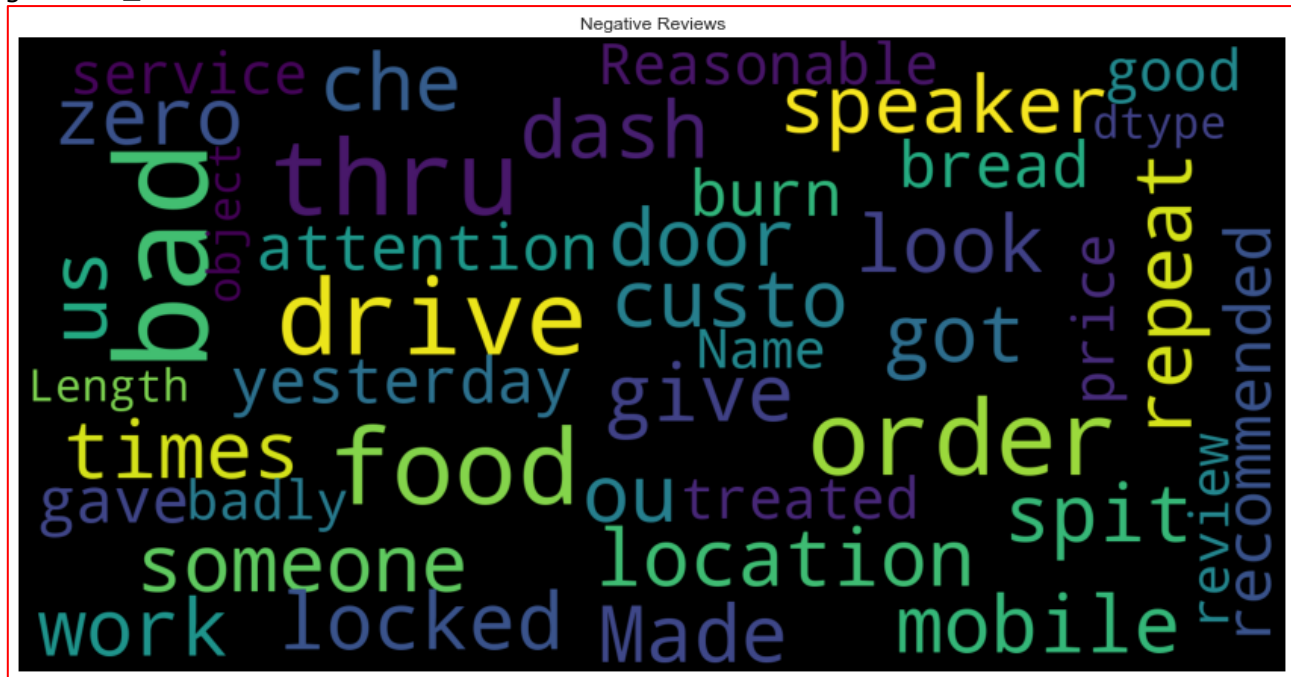 Negative Reviews
service
che
Reasonable
good
zero
dash
speaker
dtype
bad
object
thru
burn
bread
repeat
us
attention
door
look
price
recommended
drive
custo
Name
got
Length
yesterday
give
times
food
order
gave
badly
ou
treated
spit
review
someone
location
work
locked
Made
mobile